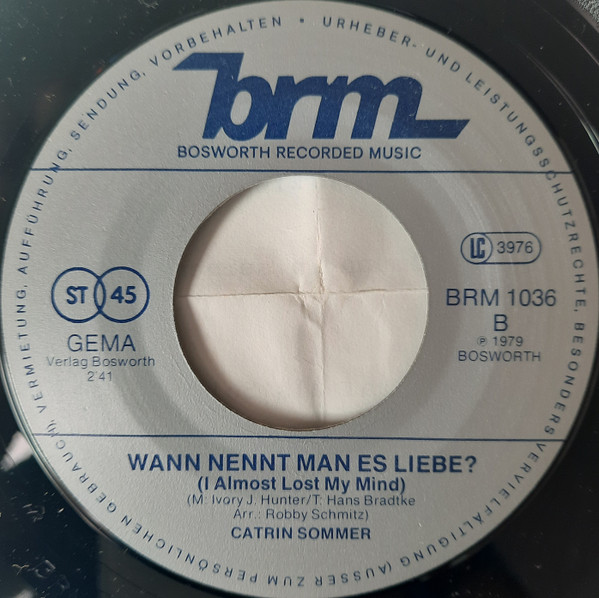 URHEBER- UND LEISTUNGSSCHUTZRECHTE, BESONDERS VERVIELFÄLTIGUNG (AUSSER ZUM PERSÖNLICHEN GEBRAUCH), VERMIETUNG, AUFFÜHRUNG, SENDUNG, VORBEHALTEN •
brm
BOSWORTH RECORDED MUSIC
LC 3976
ST 45
BRM 1036
B
GEMA
℗ 1979
Verlag Bosworth
BOSWORTH
2'41
WANN NENNT MAN ES LIEBE?
(I Almost Lost My Mind)
(M: Ivory J. Hunter/T: Hans Bradtke
Arr.: Robby Schmitz)
CATRIN SOMMER